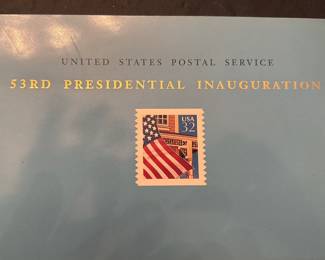 UNITED STATES POSTAL SERVICE
53RD PRESIDENTIAL INAUGURATION
USA
32